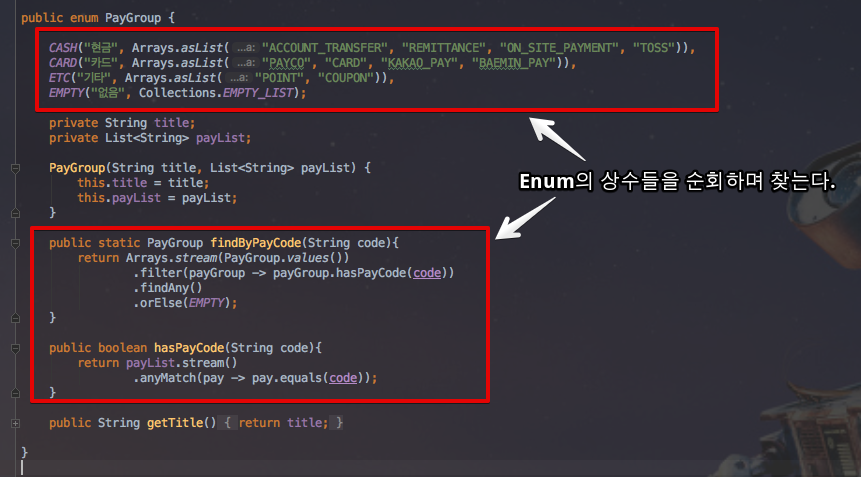 public enum PayGroup {
CASH("현금", Arrays.asList( ...a: "ACCOUNT_TRANSFER", "REMITTANCE", "ON_SITE_PAYMENT", "TOSS")),
CARD("카드", Arrays.asList( ...a: "PAYCO", "CARD", "KAKAO_PAY", "BAEMIN_PAY")),
ETC("기타", Arrays.asList( ...a: "POINT", "COUPON")),
EMPTY("없음", Collections.EMPTY_LIST);
private String title;
private List<String> payList;
PayGroup(String title, List<String> payList) {
this.title = title;
this.payList = payList;
}
Enum의 상수들을 순회하며 찾는다.
public static PayGroup findByPayCode(String code){
return Arrays.stream(PayGroup.values())
.filter(payGroup -> payGroup.hasPayCode(code))
.findAny()
.orElse(EMPTY);
}
public boolean hasPayCode(String code){
return payList.stream()
.anyMatch(pay -> pay.equals(code));
}
public String getTitle() { return title; }
}